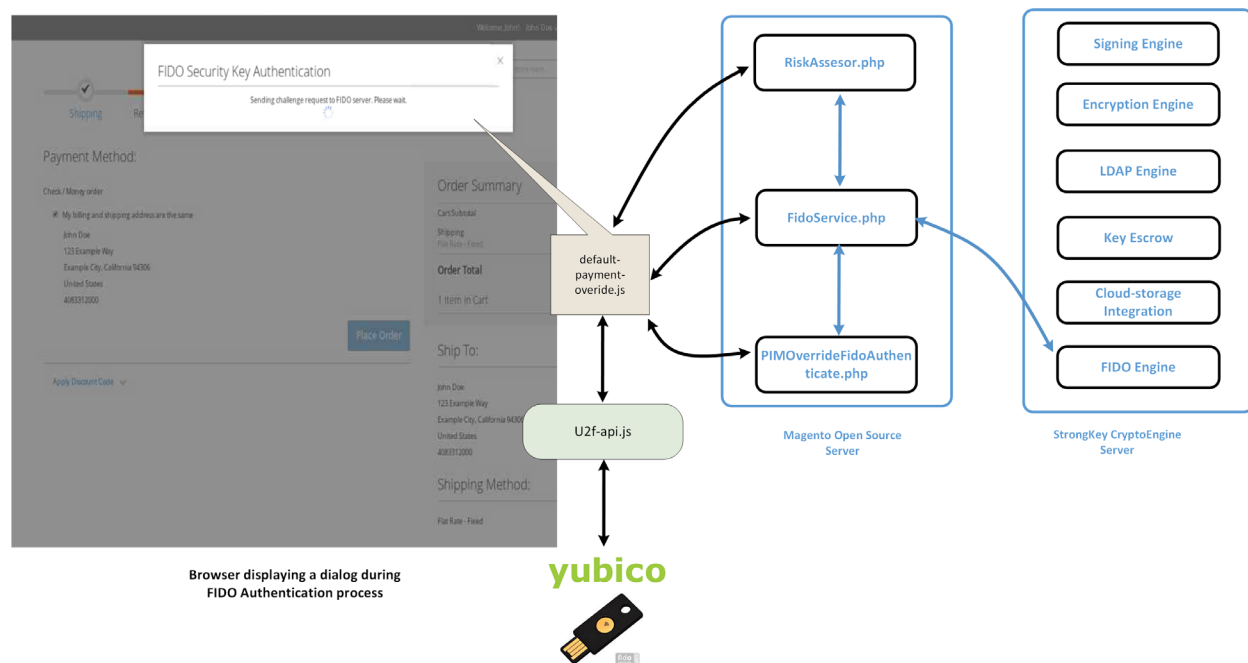 Welcome, John! John Doe
FIDO Security Key Authentication
X
Sending challenge request to FIDO server. Please wait.
Shipping
Re
Payment Method:
Check / Money order
My billing and shipping address are the same
John Doe
123 Example Way
Example City, California 94306
United States
4083312000
Place Order
Apply Discount Code
Order Summary
Cart Subtotal
Shipping
Flat Rate - Fixed
Order Total
1 Item in Cart
Ship To:
John Doe
123 Example Way
Example City, California 94306
United States
4083312000
Shipping Method:
Flat Rate - Fixed
default-
payment-
overide.js
U2f-api.js
yubico
Browser displaying a dialog during
FIDO Authentication process
RiskAssesor.php
FidoService.php
PIMOverrideFidoAuthen
ticate.php
Magento Open Source
Server
Signing Engine
Encryption Engine
LDAP Engine
Key Escrow
Cloud-storage
Integration
FIDO Engine
StrongKey CryptoEngine
Server